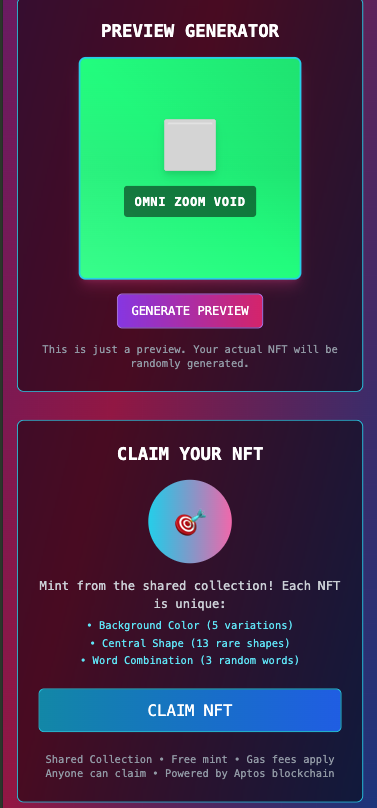 PREVIEW GENERATOR
OMNI ZOOM VOID
GENERATE PREVIEW
This is just a preview. Your actual NFT will be
randomly generated.
CLAIM YOUR NFT
Mint from the shared collection! Each NFT
is unique:
• Background Color (5 variations)
• Central Shape (13 rare shapes)
• Word Combination (3 random words)
CLAIM NFT
Shared Collection • Free mint • Gas fees apply
Anyone can claim • Powered by Aptos blockchain